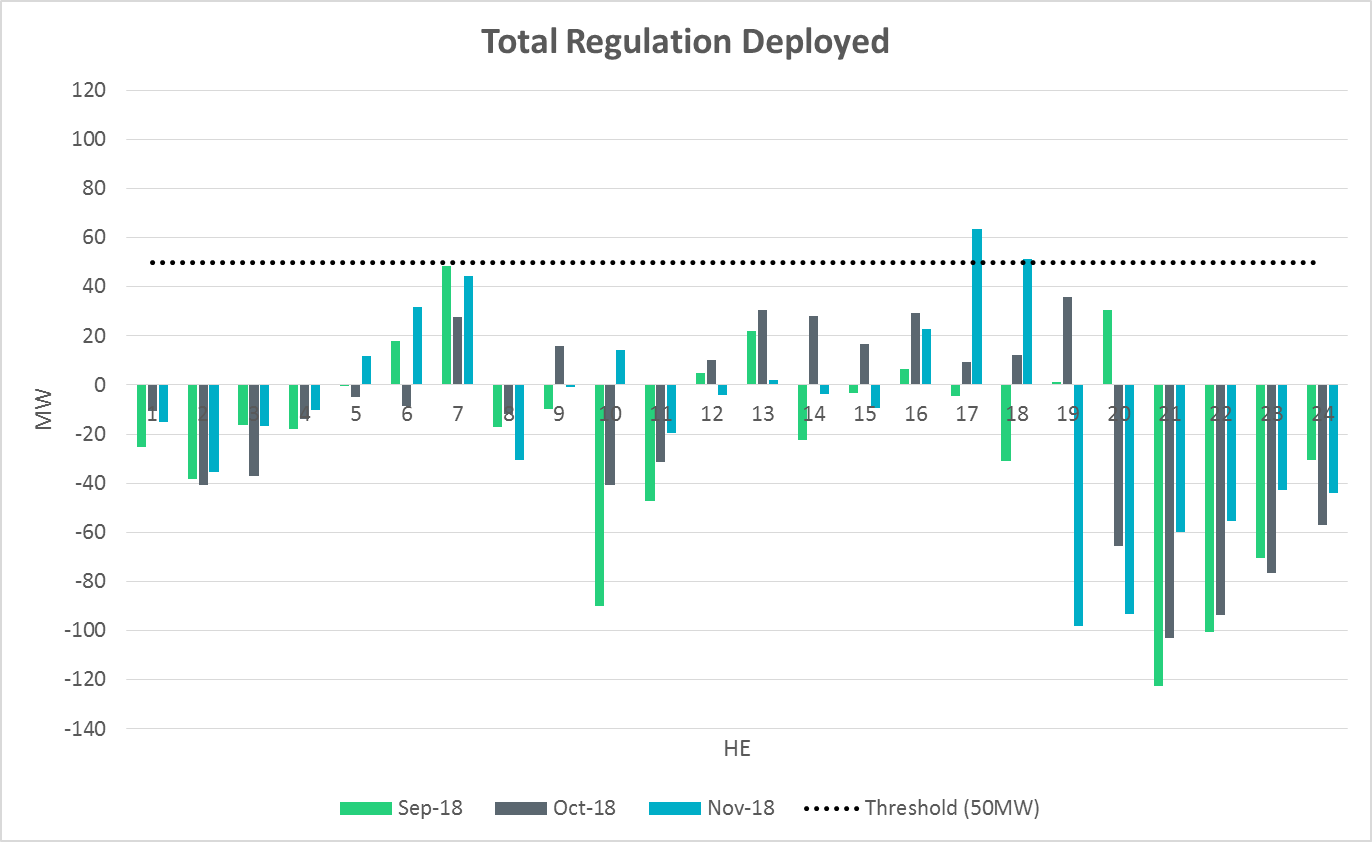 Total Regulation Deployed
120
100
80
60
40
20
0
-20
-40
-60
-80
-100
-120
-140
MW
1 2 3 4 5 6 7 8 9 10 11 12 13 14 15 16 17 18 19 20 21 22 23 24
HE
Sep-18 Oct-18 Nov-18 Threshold (50MW)